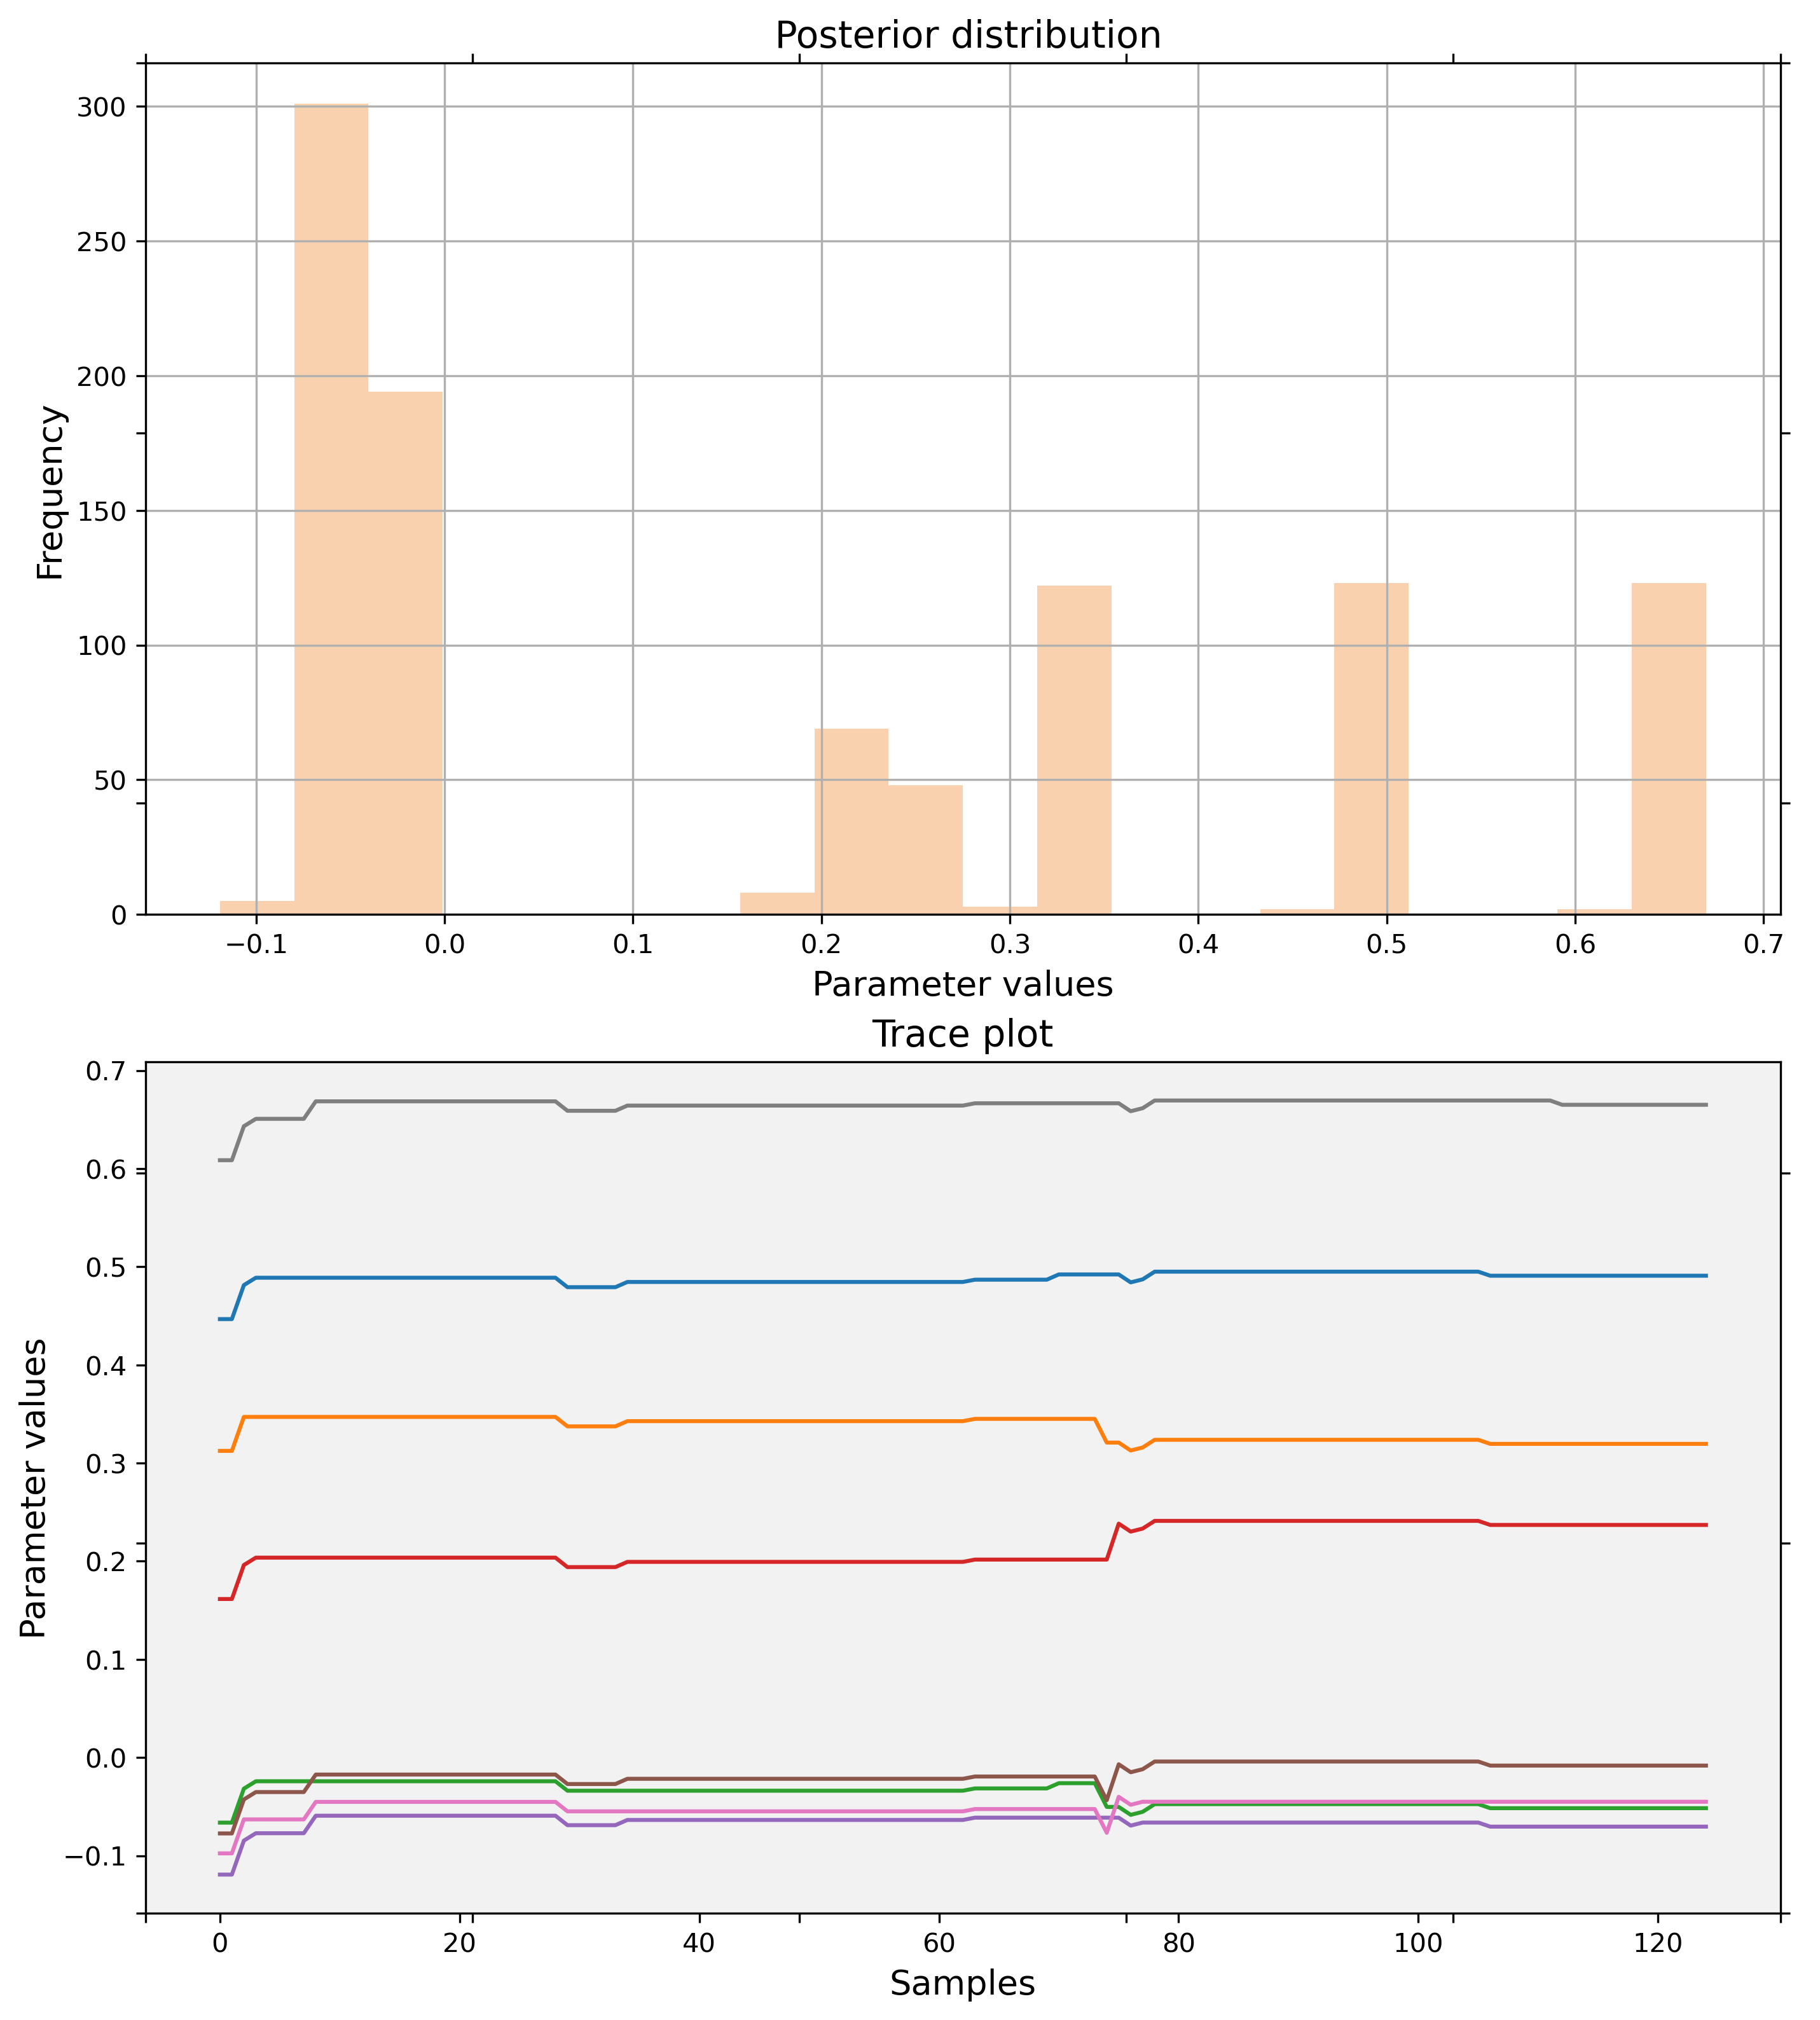 Posterior distribution
300
250
200
150
100
50
0
Frequency
−0.1 0.0 0.1 0.2 0.3 0.4 0.5 0.6 0.7
Parameter values
Trace plot
0.7
0.6
0.5
0.4
0.3
0.2
0.1
0.0
−0.1
Parameter values
0 20 40 60 80 100 120
Samples